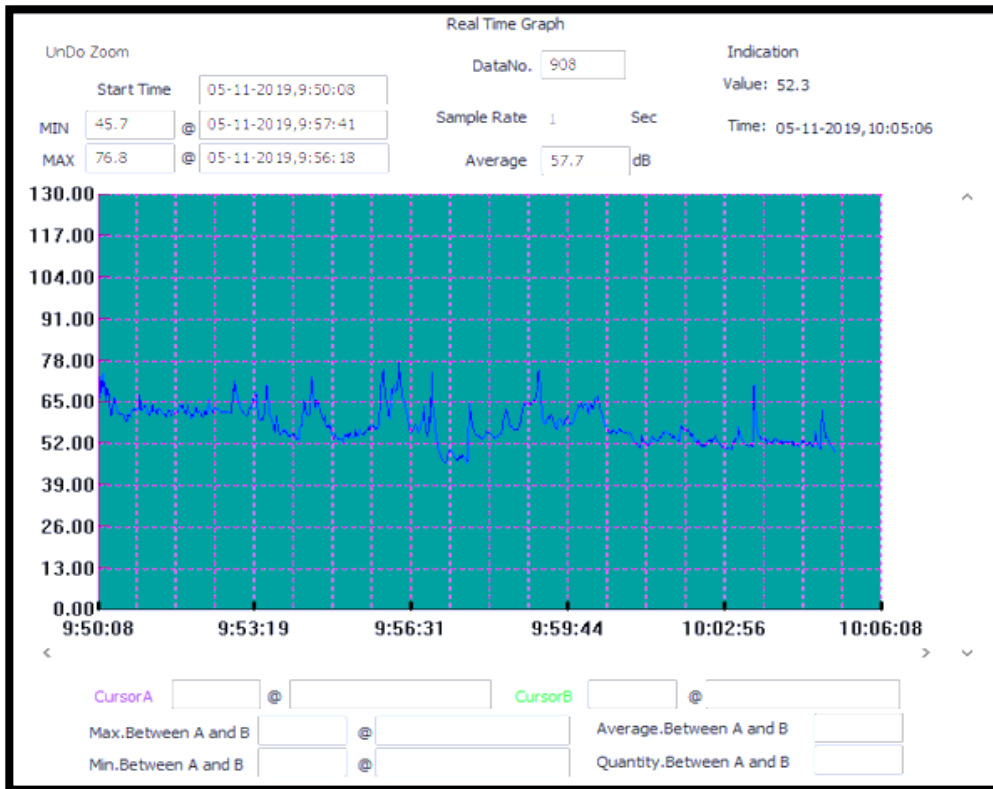 Real Time Graph
UnDo Zoom
DataNo. 908
Indication
Start Time 05-11-2019,9:50:08
Value: 52.3
MIN 45.7 @ 05-11-2019,9:57:41
Sample Rate 1 Sec
Time: 05-11-2019,10:05:06
MAX 76.8 @ 05-11-2019,9:56:18
Average 57.7 dB
130.00
117.00
104.00
91.00
78.00
65.00
52.00
39.00
26.00
13.00
0.00
9:50:08 9:53:19 9:56:31 9:59:44 10:02:56 10:06:08
CursorA @ CursorB @
Max.Between A and B @ Average.Between A and B
Min.Between A and B @ Quantity.Between A and B